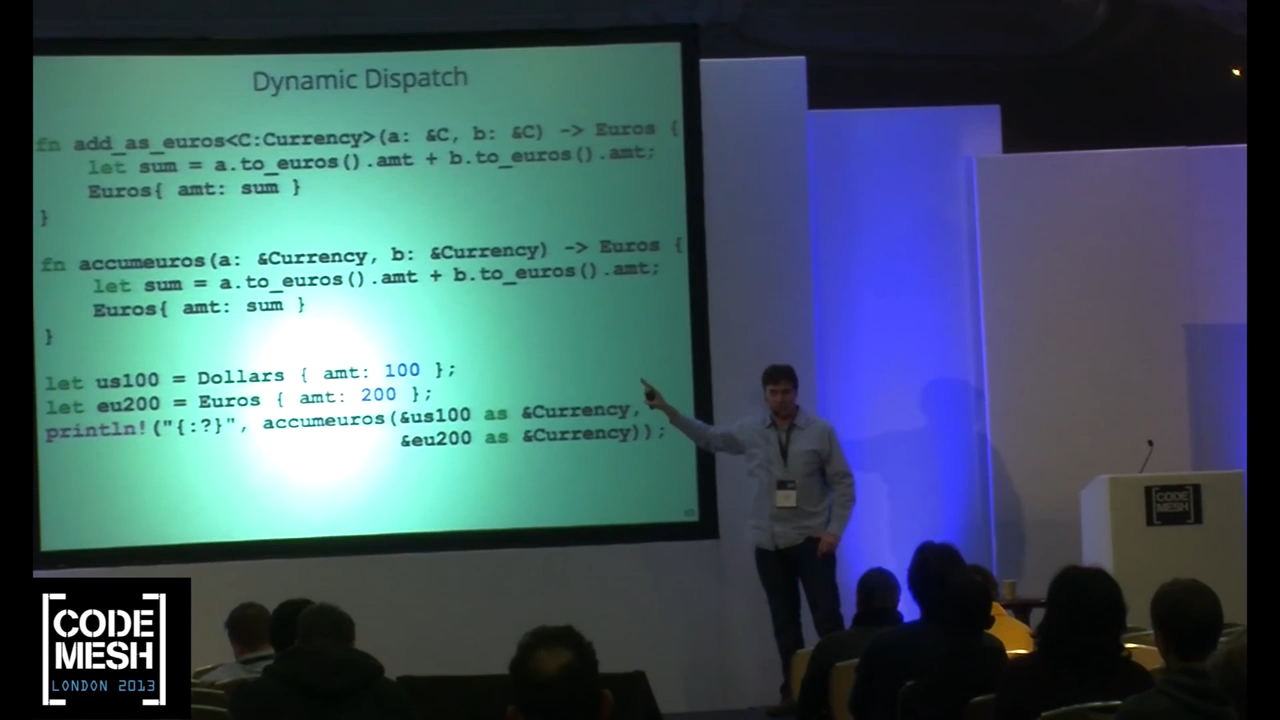 Dynamic Dispatch
fn add_as_euros<C:Currency>(a: &C, b: &C) -> Euros {
    let sum = a.to_euros().amt + b.to_euros().amt;
    Euros{ amt: sum }
}
fn accumeuros(a: &Currency, b: &Currency) -> Euros {
    let sum = a.to_euros().amt + b.to_euros().amt;
    Euros{ amt: sum }
}
let us100 = Dollars { amt: 100 };
let eu200 = Euros { amt: 200 };
println!("{:?}", accumeuros(&us100 as &Currency,
&eu200 as &Currency));
[CODE
MESH]
[CODE
MESH
LONDON 2013]